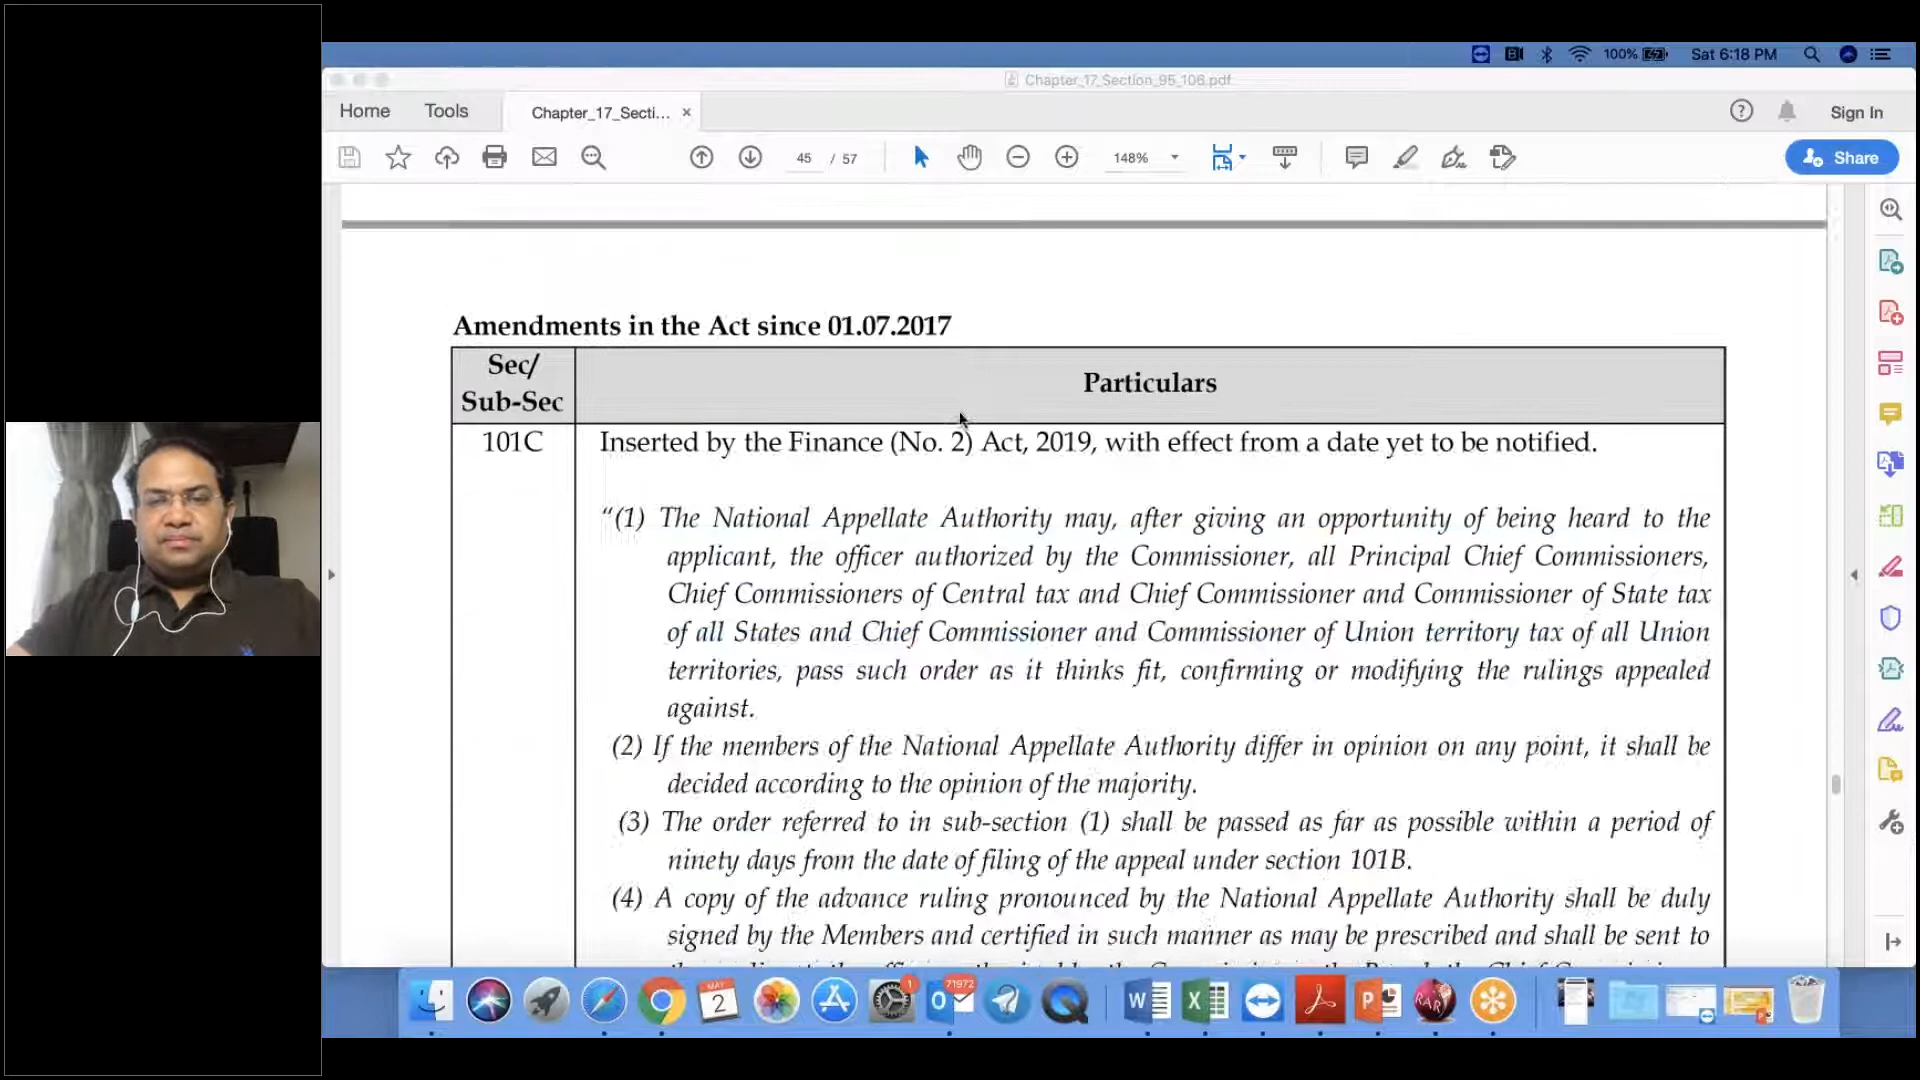 100% Sat 6:18 PM
Chapter_17_Section_95_106.pdf
Home Tools Chapter_17_Secti... × Sign In
45 / 57 148% Share
Amendments in the Act since 01.07.2017
Sec/
Sub-Sec
Particulars
101C Inserted by the Finance (No. 2) Act, 2019, with effect from a date yet to be notified.
“(1) The National Appellate Authority may, after giving an opportunity of being heard to the
applicant, the officer authorized by the Commissioner, all Principal Chief Commissioners,
Chief Commissioners of Central tax and Chief Commissioner and Commissioner of State tax
of all States and Chief Commissioner and Commissioner of Union territory tax of all Union
territories, pass such order as it thinks fit, confirming or modifying the rulings appealed
against.
(2) If the members of the National Appellate Authority differ in opinion on any point, it shall be
decided according to the opinion of the majority.
(3) The order referred to in sub-section (1) shall be passed as far as possible within a period of
ninety days from the date of filing of the appeal under section 101B.
(4) A copy of the advance ruling pronounced by the National Appellate Authority shall be duly
signed by the Members and certified in such manner as may be prescribed and shall be sent to
MAY
2
1
71972
W X P
RAR